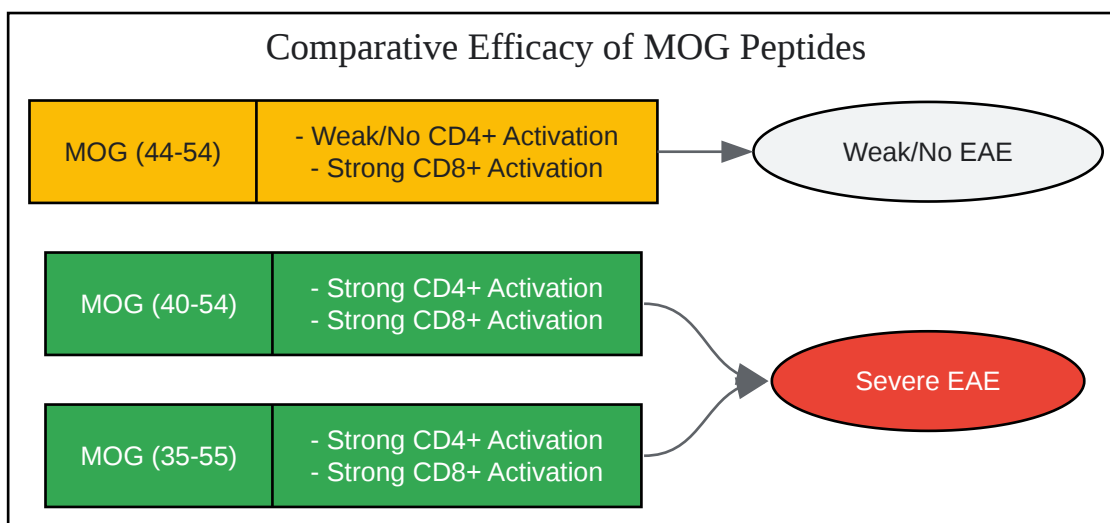 Comparative Efficacy of MOG Peptides
MOG (44-54)
- Weak/No CD4+ Activation
- Strong CD8+ Activation
Weak/No EAE
MOG (40-54)
- Strong CD4+ Activation
- Strong CD8+ Activation
Severe EAE
MOG (35-55)
- Strong CD4+ Activation
- Strong CD8+ Activation